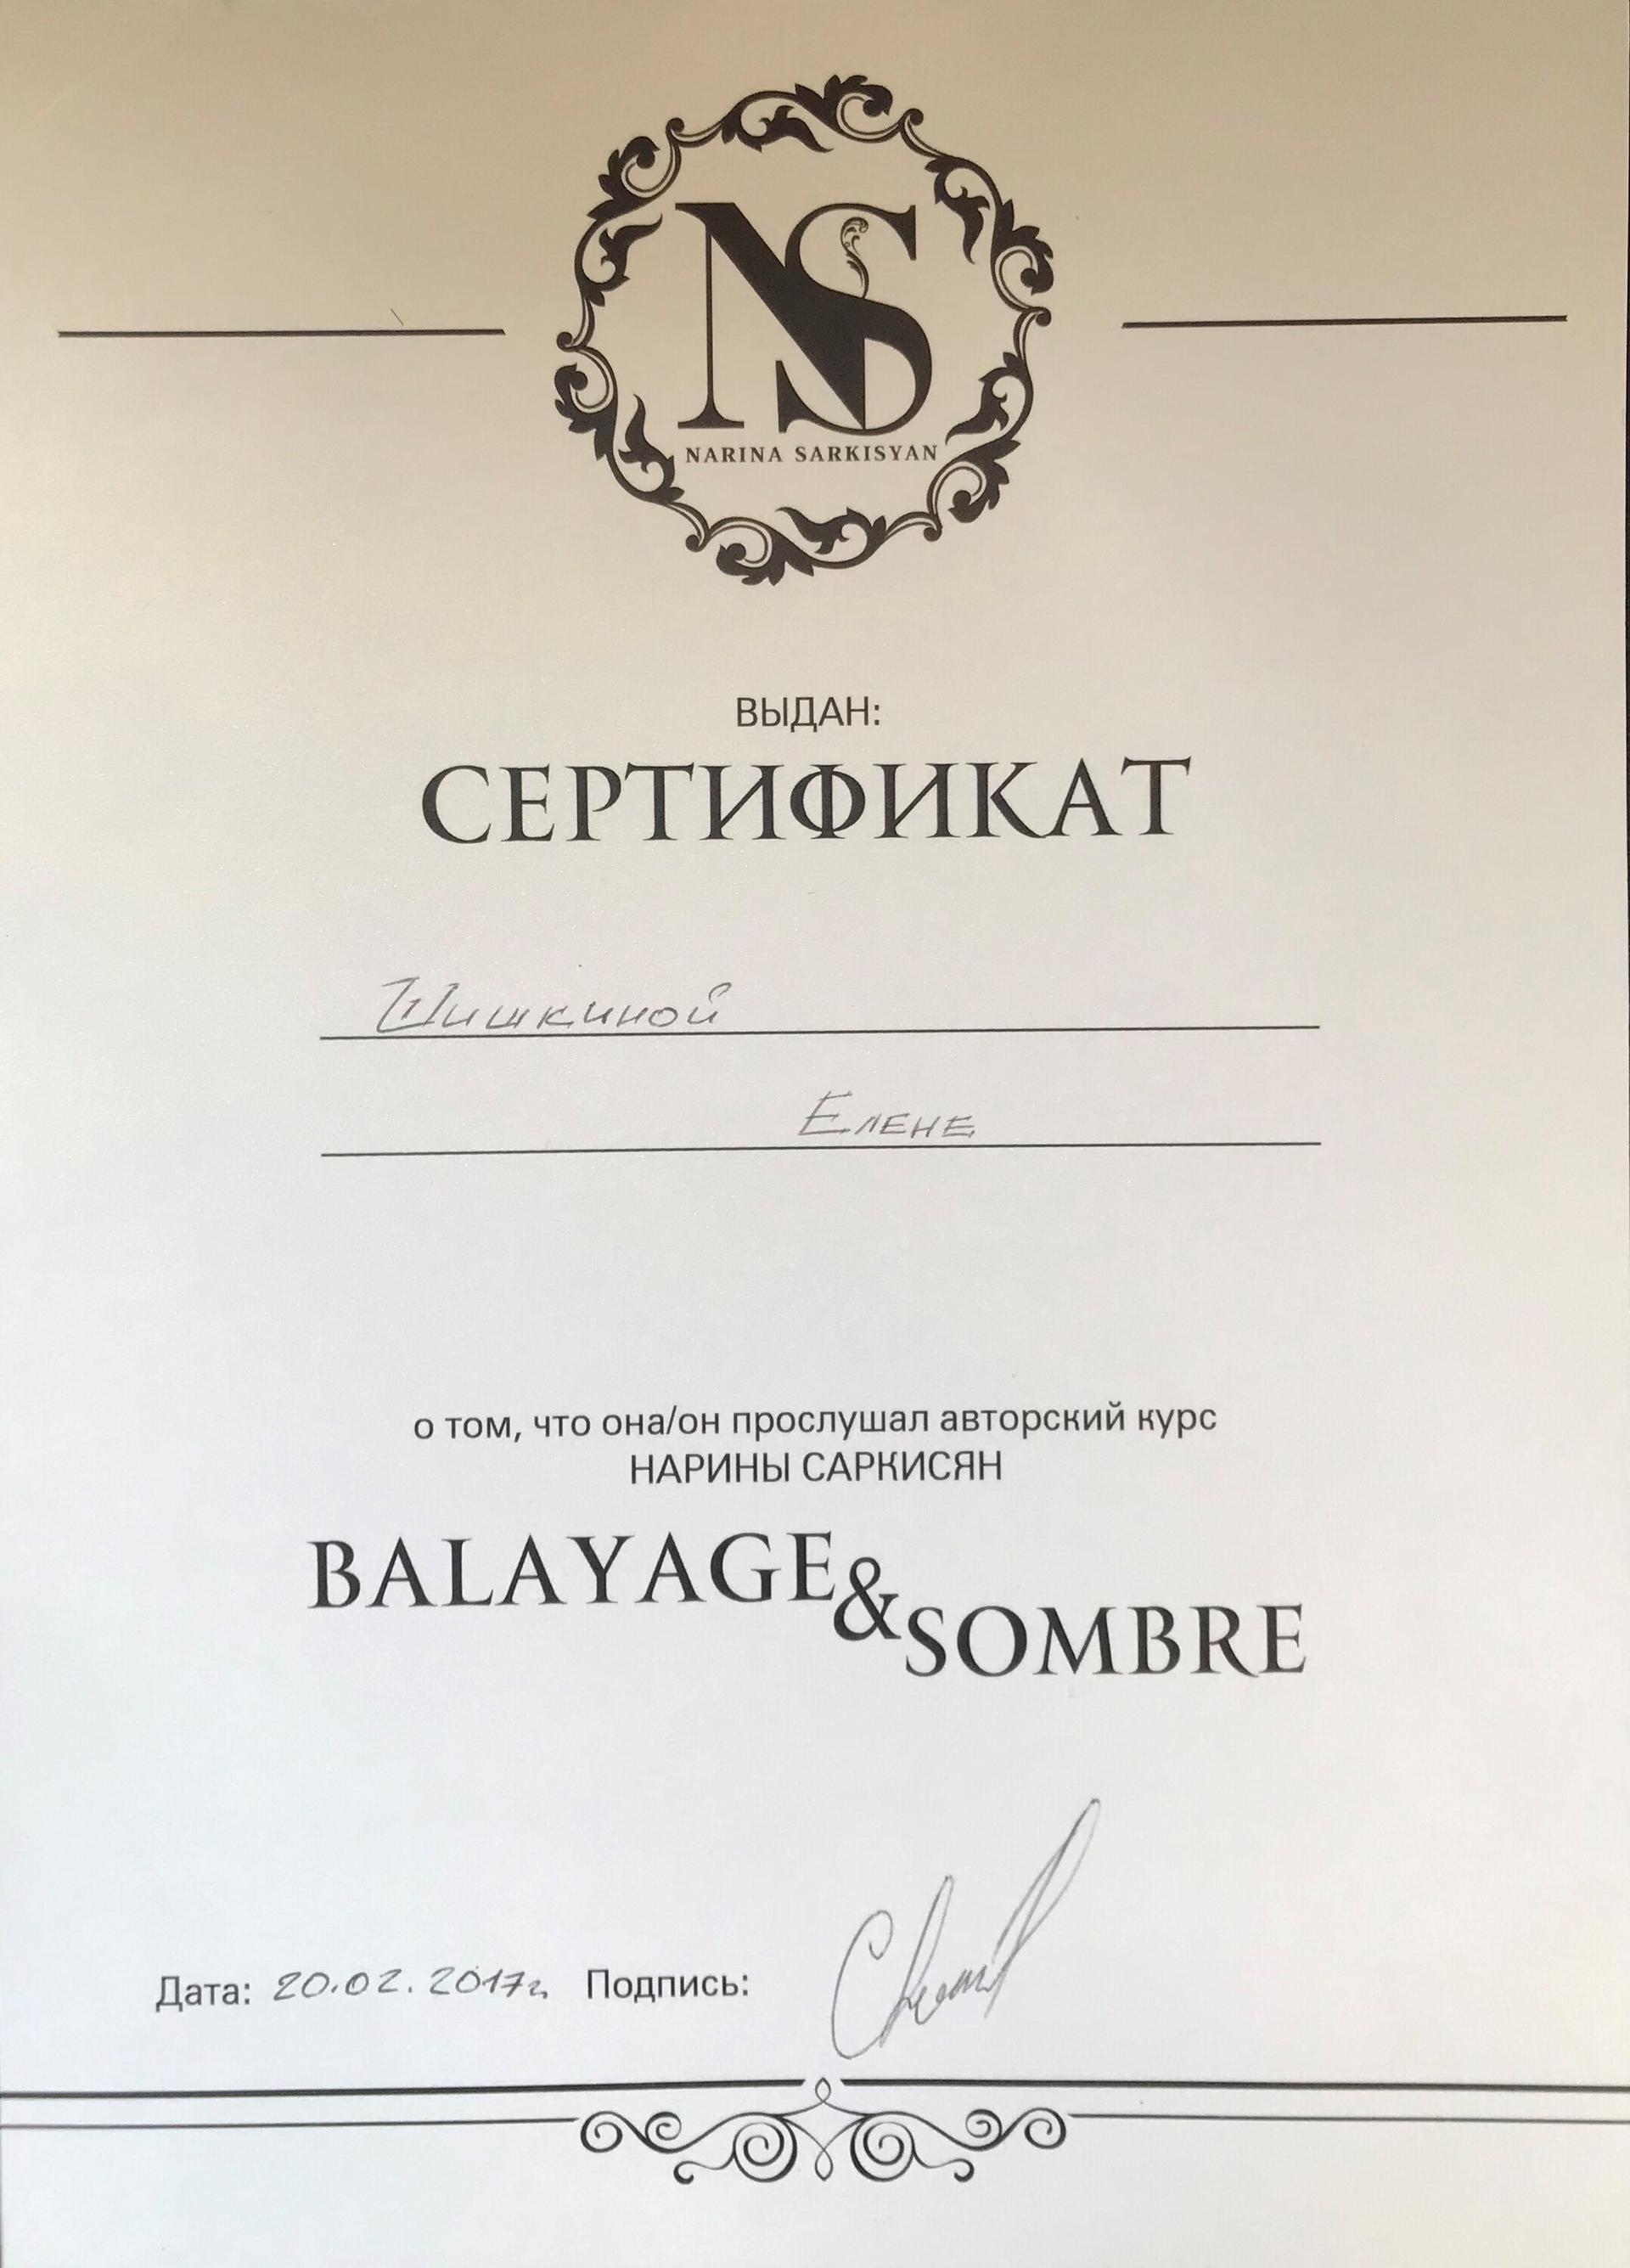 NS
NARINA SARKISYAN
ВЫДАН:
СЕРТИФИКАТ
Шишкиной
Елене
о том, что она/он прослушал авторский курс
НАРИНЫ САРКИСЯН
BALAYAGE
&
SOMBRE
Дата: 20.02.2017г. Подпись: